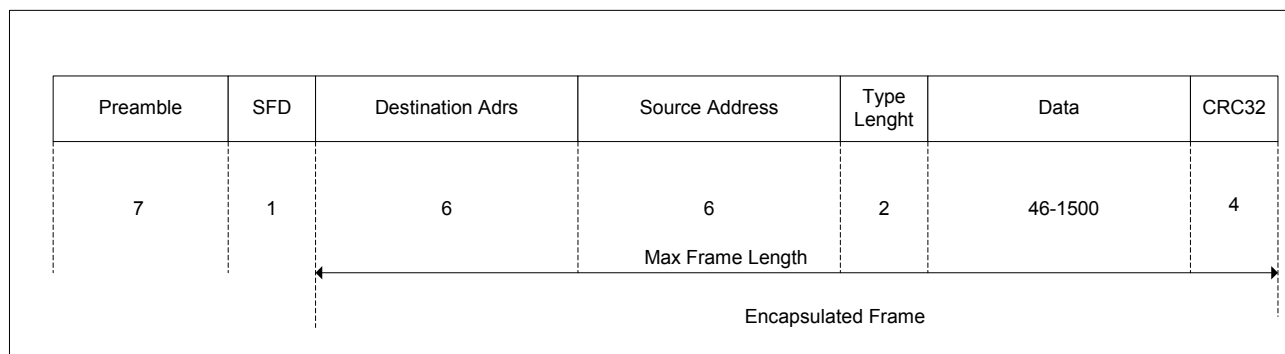 Preamble
SFD
Destination Adrs
Source Address
Type
Lenght
Data
CRC32
7
1
6
6
2
46-1500
4
Max Frame Length
Encapsulated Frame